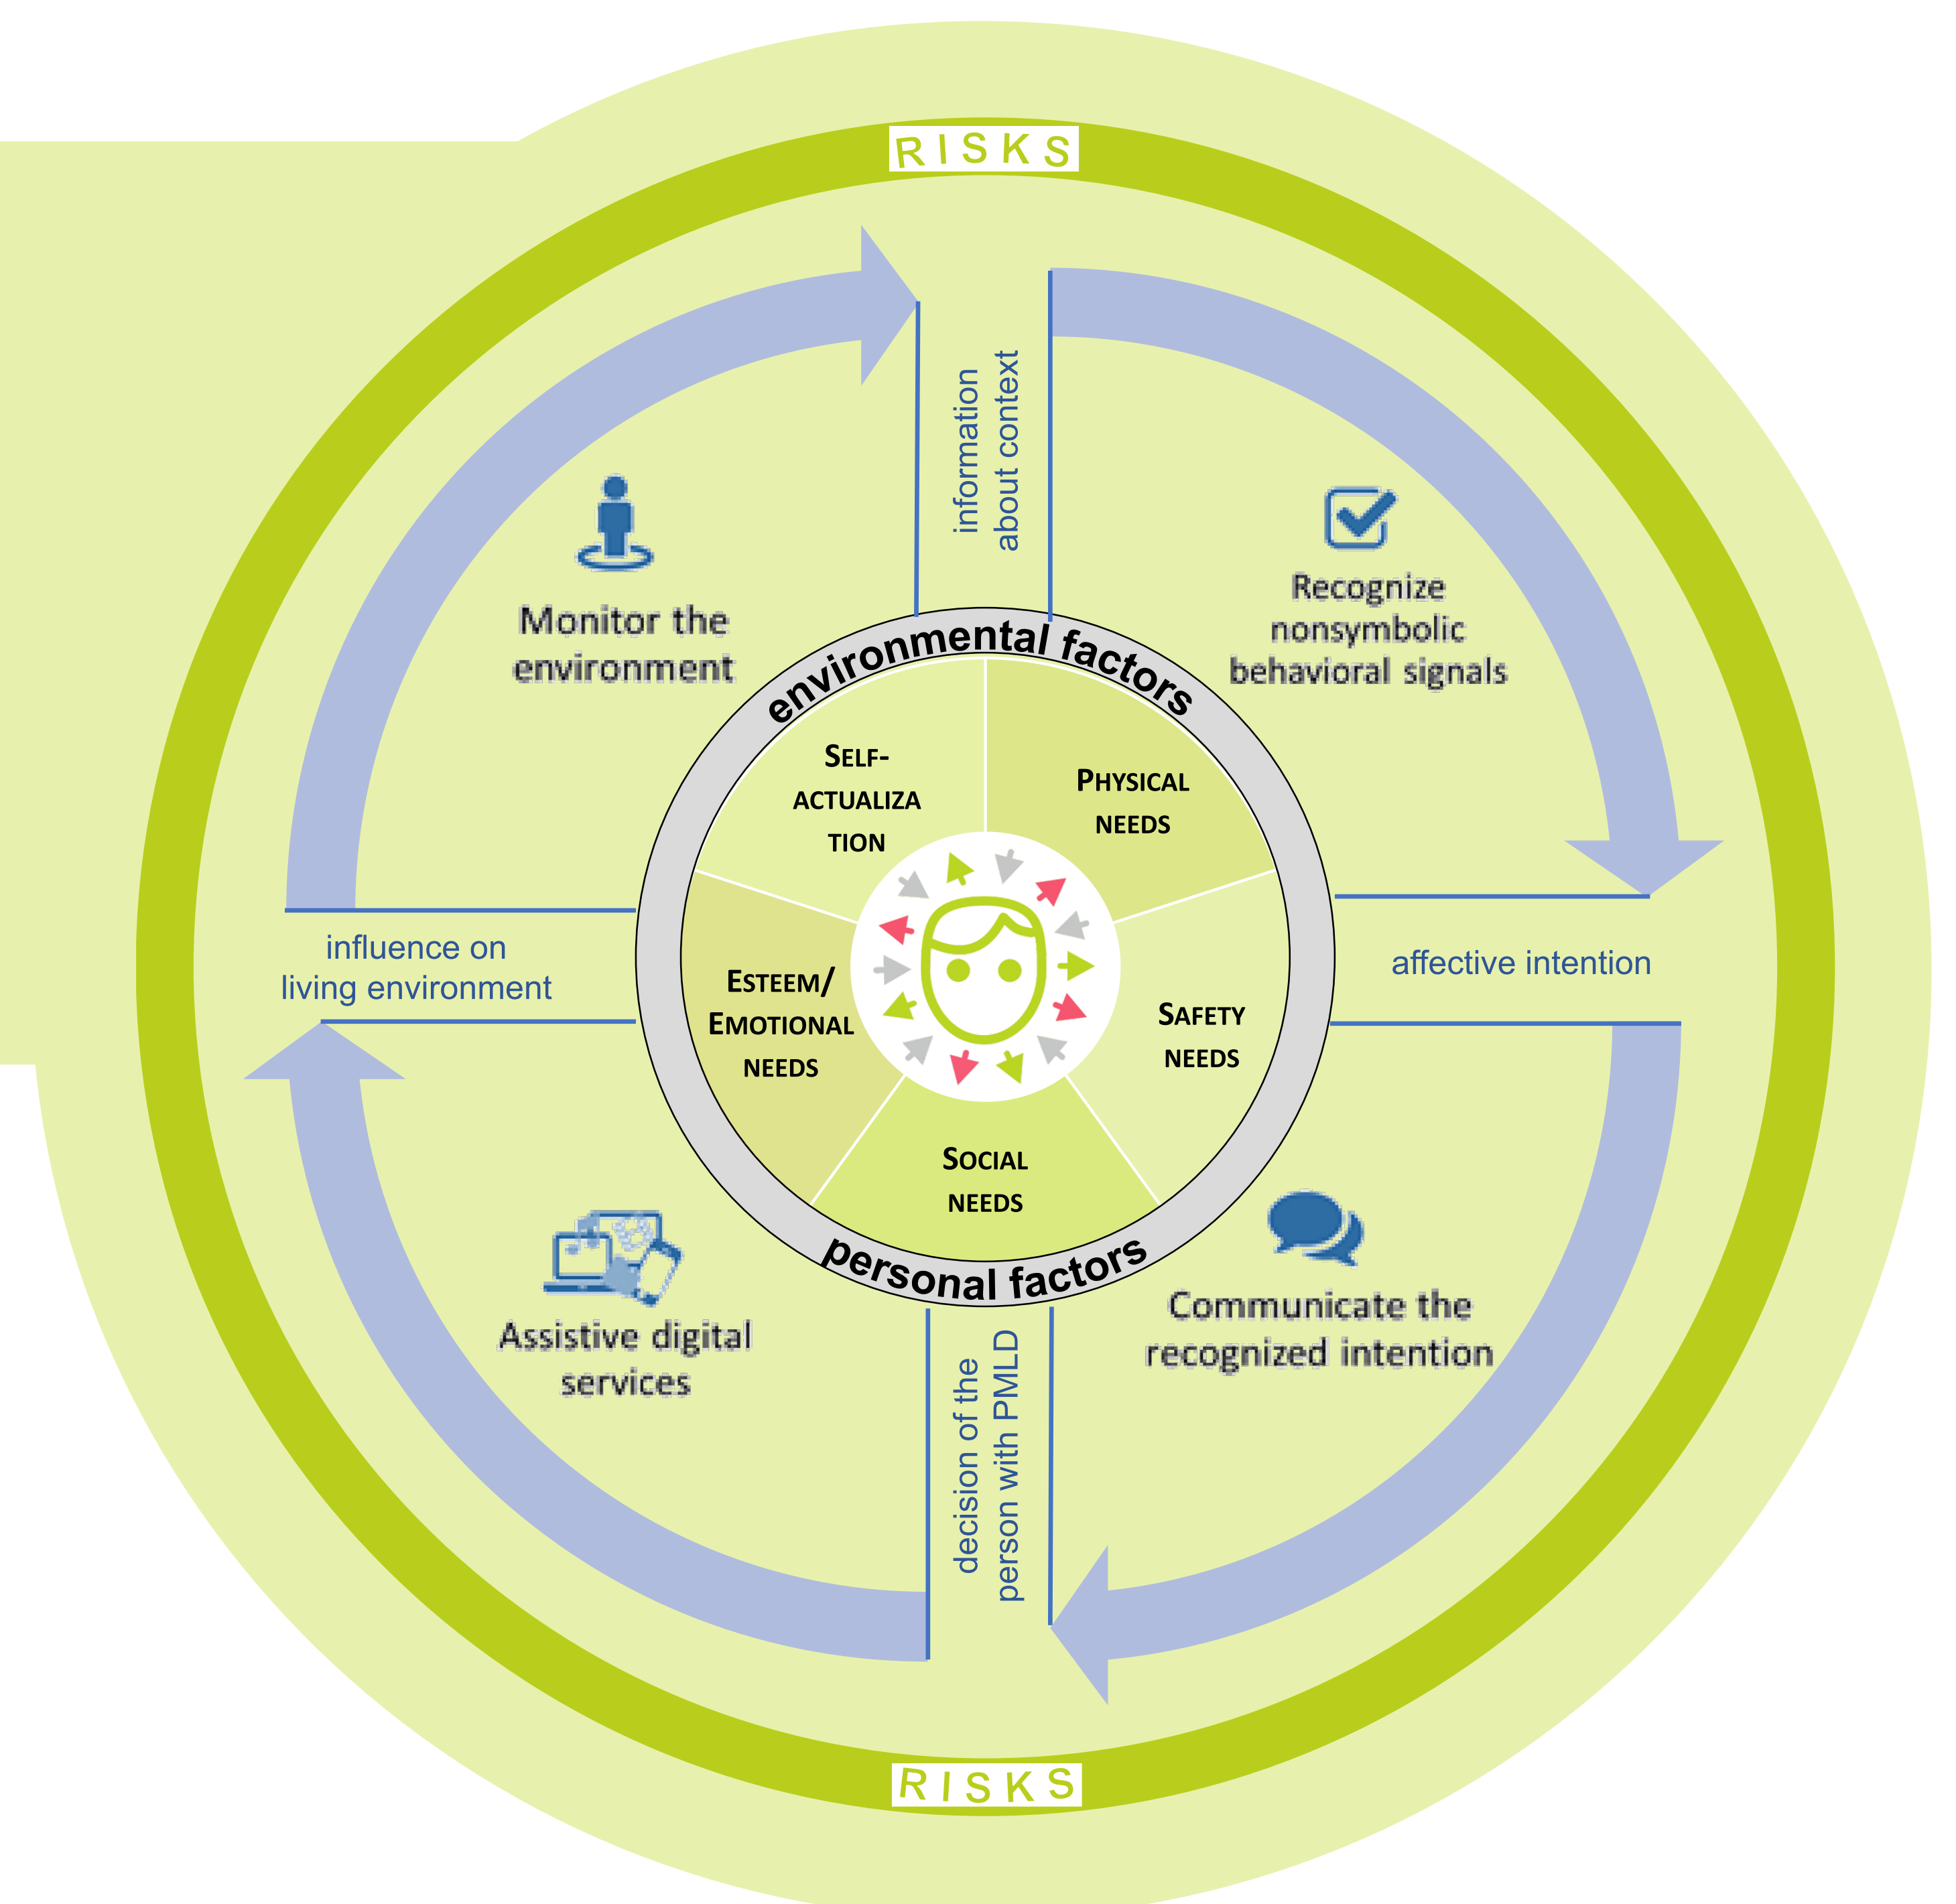 RISKS
information
about context
Monitor the
environment
Recognize
nonsymbolic
behavioral signals
environmental factors
SELF-
ACTUALIZA
TION
PHYSICAL
NEEDS
influence on
living environment
affective intention
ESTEEM/
EMOTIONAL
NEEDS
SAFETY
NEEDS
SOCIAL
NEEDS
personal factors
Assistive digital
services
Communicate the
recognized intention
decision of the
person with PMLD
RISKS